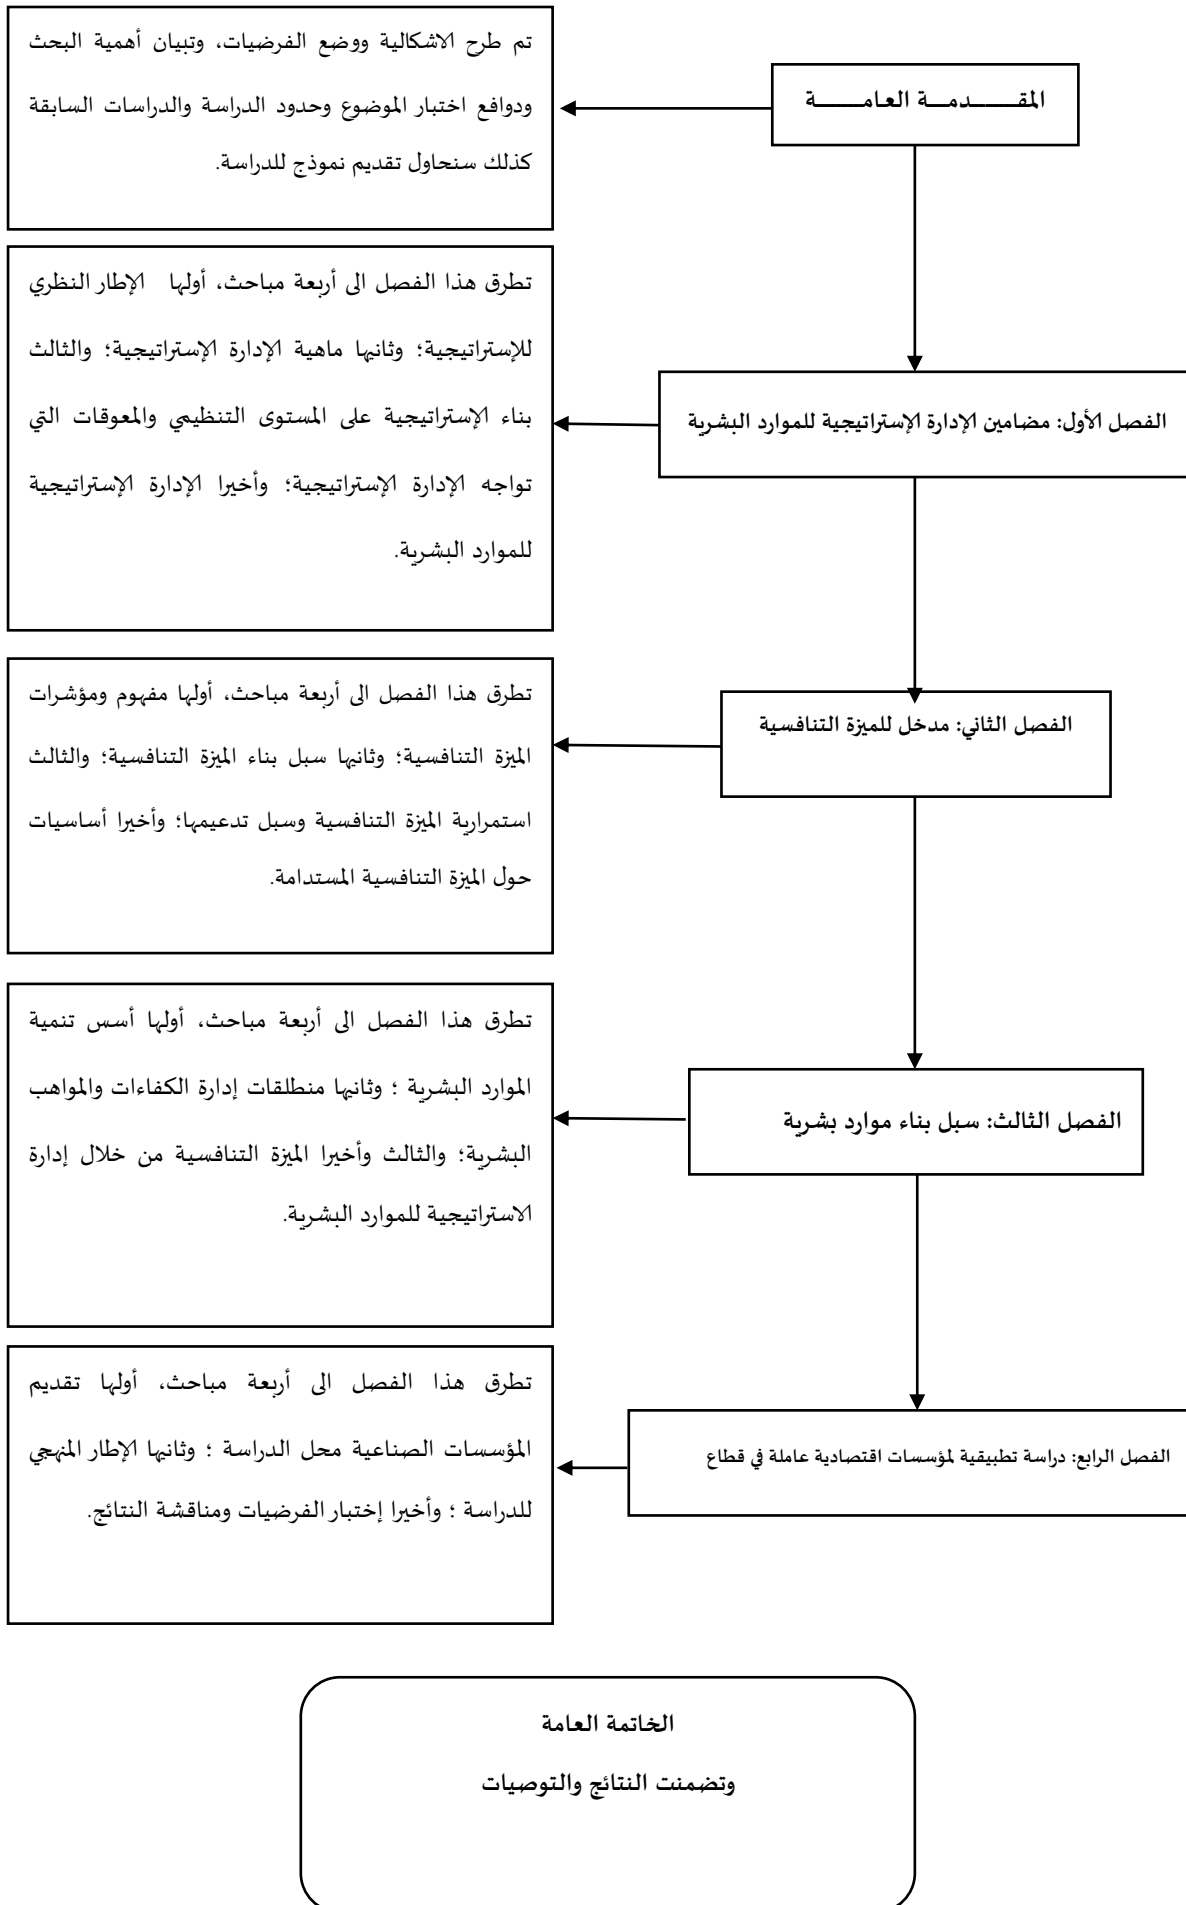 المقـــــدمـــة العامـــــة
تم طرح الاشكالية ووضع الفرضيات، وتبيان أهمية البحث
ودوافع اختبار الموضوع وحدود الدراسة والدراسات السابقة
كذلك سنحاول تقديم نموذج للدراسة.
الفصل الأول: مضامين الإدارة الإستراتيجية للموارد البشرية
تطرق هذا الفصل الى أربعة مباحث، أولها الإطار النظري
للإستراتيجية؛ وثانيها ماهية الإدارة الإستراتيجية؛ والثالث
بناء الإستراتيجية على المستوى التنظيمي والمعوقات التي
تواجه الإدارة الإستراتيجية؛ وأخيرا الإدارة الإستراتيجية
للموارد البشرية.
الفصل الثاني: مدخل للميزة التنافسية
تطرق هذا الفصل الى أربعة مباحث، أولها مفهوم ومؤشرات
الميزة التنافسية؛ وثانيها سبل بناء الميزة التنافسية؛ والثالث
استمرارية الميزة التنافسية وسبل تدعيمها؛ وأخيرا أساسيات
حول الميزة التنافسية المستدامة.
الفصل الثالث: سبل بناء موارد بشرية
تطرق هذا الفصل الى أربعة مباحث، أولها أسس تنمية
الموارد البشرية ؛ وثانيها منطلقات إدارة الكفاءات والمواهب
البشرية؛ والثالث وأخيرا الميزة التنافسية من خلال إدارة
الاستراتيجية للموارد البشرية.
الفصل الرابع: دراسة تطبيقية لمؤسسات اقتصادية عاملة في قطاع
تطرق هذا الفصل الى أربعة مباحث، أولها تقديم
المؤسسات الصناعية محل الدراسة ؛ وثانيها الإطار المنهجي
للدراسة ؛ وأخيرا إختبار الفرضيات ومناقشة النتائج.
الخاتمة العامة
وتضمنت النتائج والتوصيات